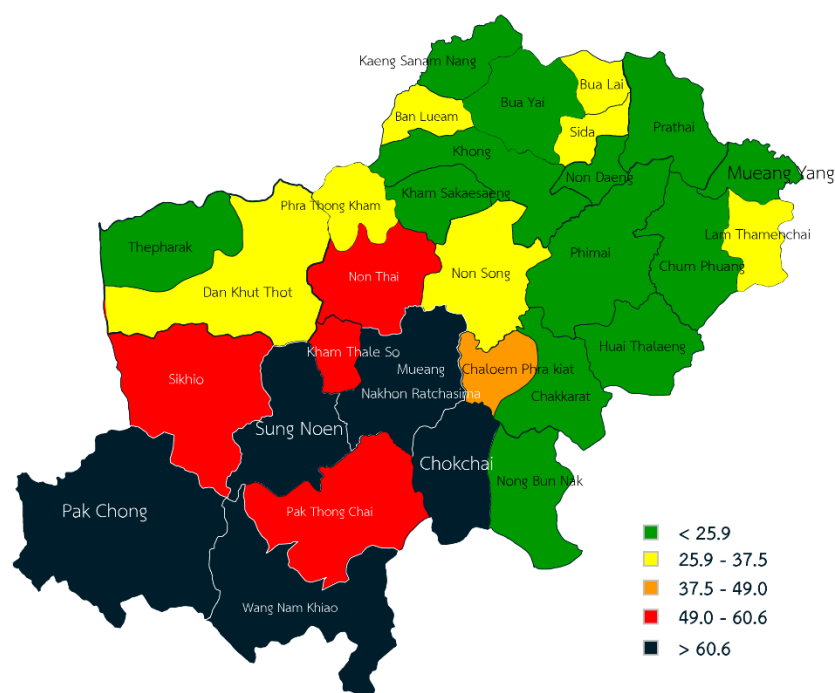 Kaeng Sanam Nang
Bua Lai
Bua Yai
Ban Lueam
Sida
Prathai
Khong
Mueang Yang
Non Daeng
Kham Sakaesaeng
Phra Thong Kham
Lam Thamenchai
Thepharak
Phimai
Chum Phuang
Non Thai
Non Song
Dan Khut Thot
Huai Thalaeng
Kham Thale So
Mueang
Nakhon Ratchasima
Chaloem Phra kiat
Sikhio
Chakkarat
Sung Noen
Chokchai
Nong Bun Nak
Pak Chong
Pak Thong Chai
Wang Nam Khiao
< 25.9
25.9 - 37.5
37.5 - 49.0
49.0 - 60.6
> 60.6